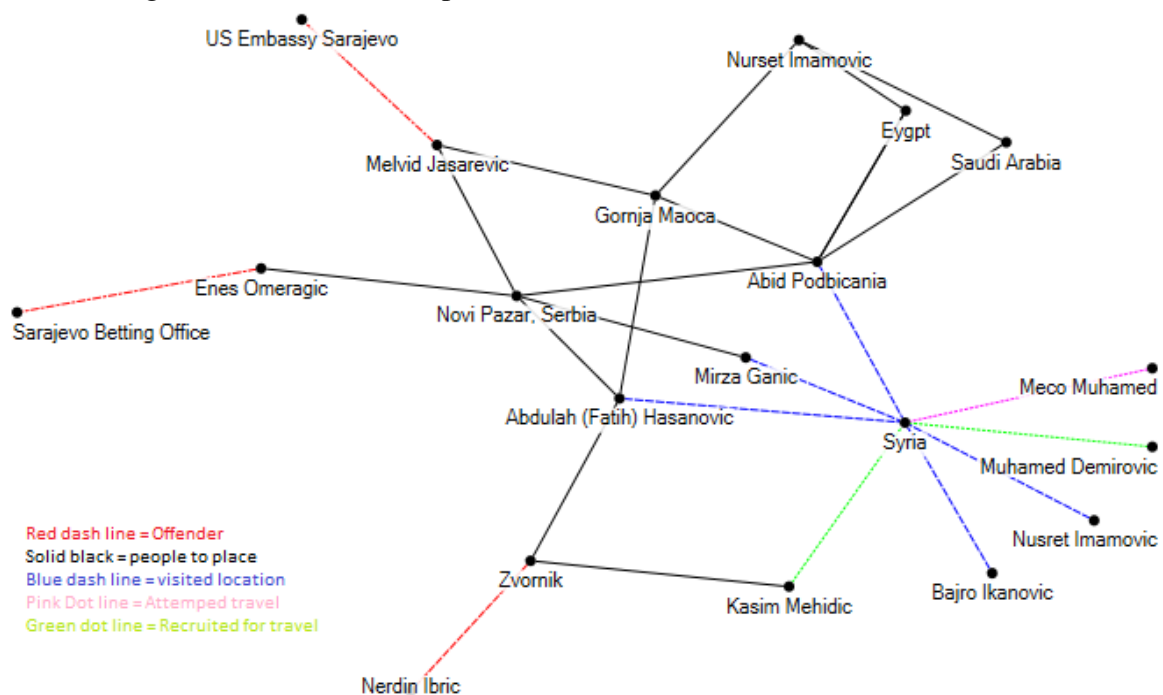 US Embassy Sarajevo
Nurset Imamovic
Eygpt
Melvid Jasarevic
Saudi Arabia
Gornja Maoca
Abid Podbicania
Enes Omeragic
Novi Pazar, Serbia
Sarajevo Betting Office
Mirza Ganic
Meco Muhamed
Abdulah (Fatih) Hasanovic
Syria
Muhamed Demirovic
Nusret Imamovic
Zvornik
Bajro Ikanovic
Kasim Mehidic
Nerdin Ibric
Red dash line = Offender
Solid black = people to place
Blue dash line = visited location
Pink Dot line = Attemped travel
Green dot line = Recruited for travel